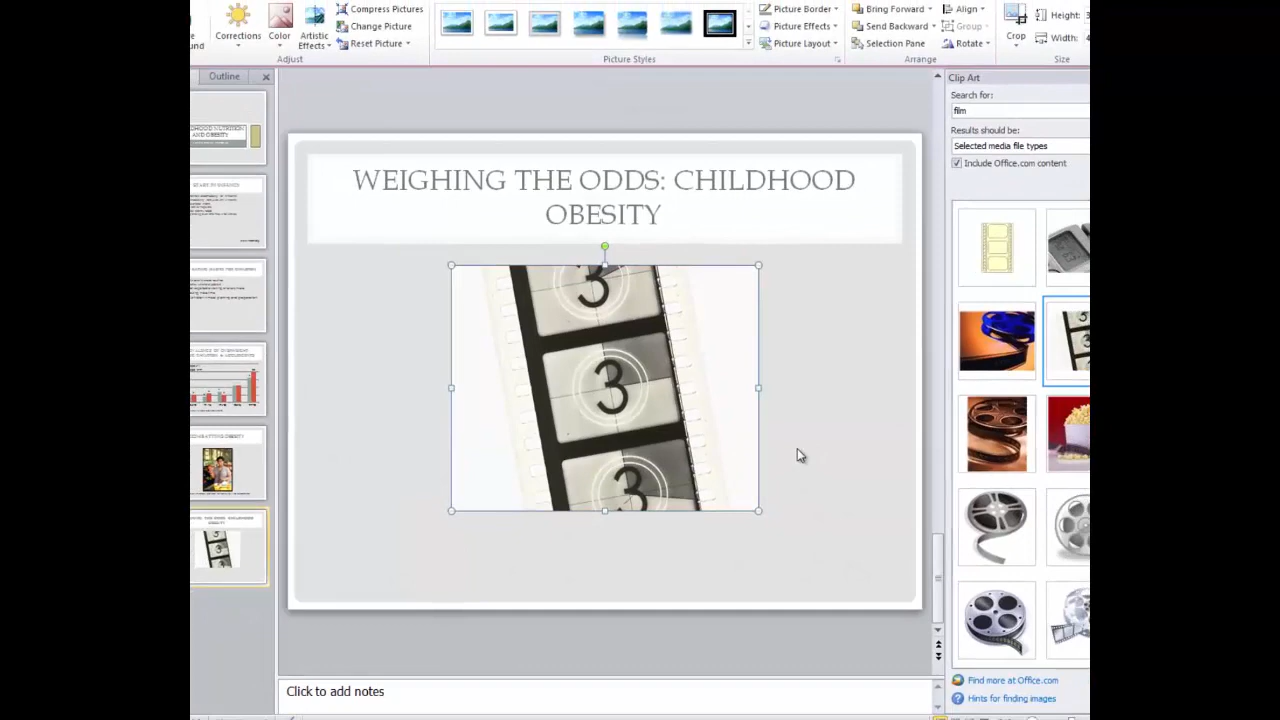 Corrections
Color
Artistic
Effects
Compress Pictures
Change Picture
Reset Picture
Adjust
Picture Styles
Picture Border
Picture Effects
Picture Layout
Bring Forward
Send Backward
Selection Pane
Align
Group
Rotate
Arrange
Crop
Height:
Width:
Size
Outline
WEIGHING THE ODDS: CHILDHOOD
OBESITY
3
3
3
Click to add notes
Clip Art
Search for:
film
Results should be:
Selected media file types
Include Office.com content
Find more at Office.com
Hints for finding images